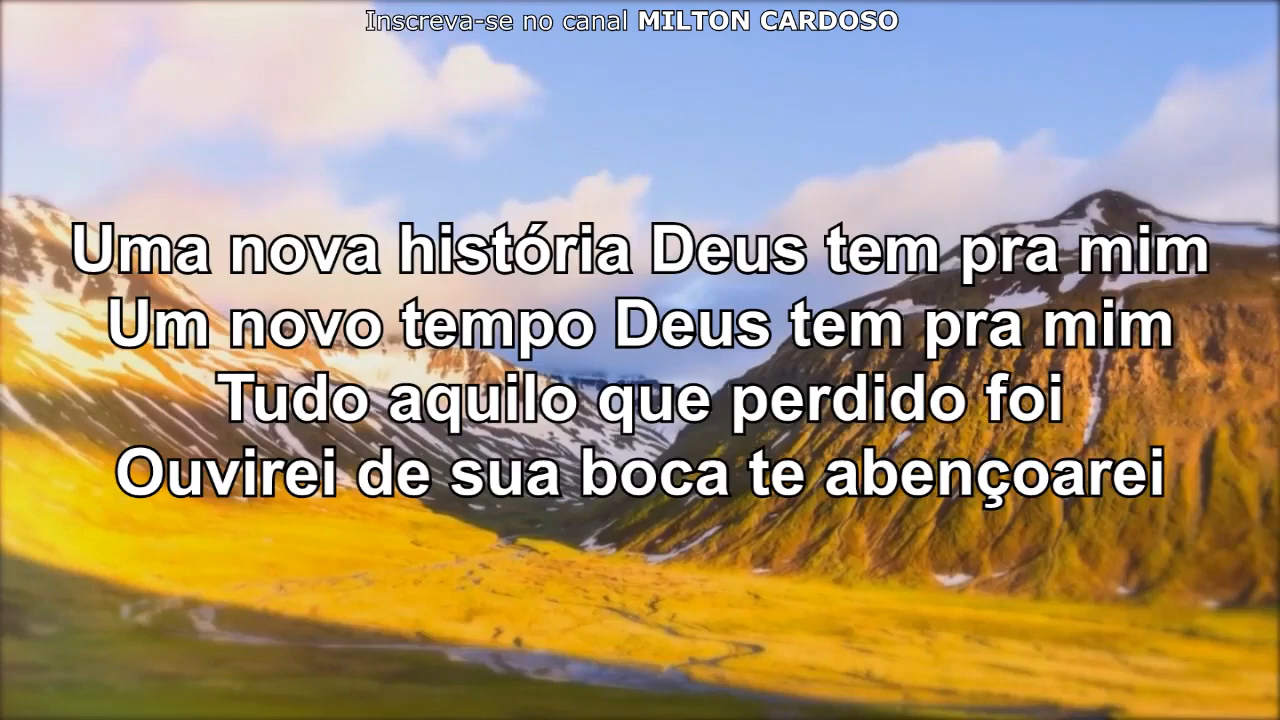 Inscreva-se no canal MILTON CARDOSO
Uma nova história Deus tem pra mim
Um novo tempo Deus tem pra mim
Tudo aquilo que perdido foi
Ouvirei de sua boca te abençoarei